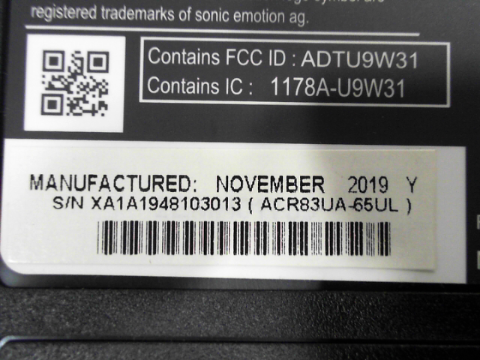 registered trademarks of sonic emotion ag.
Contains FCC ID : ADTU9W31
Contains IC : 1178A-U9W31
MANUFACTURED: NOVEMBER 2019 Y
S/N XA1A1948103013 ( ACR83UA-65UL )